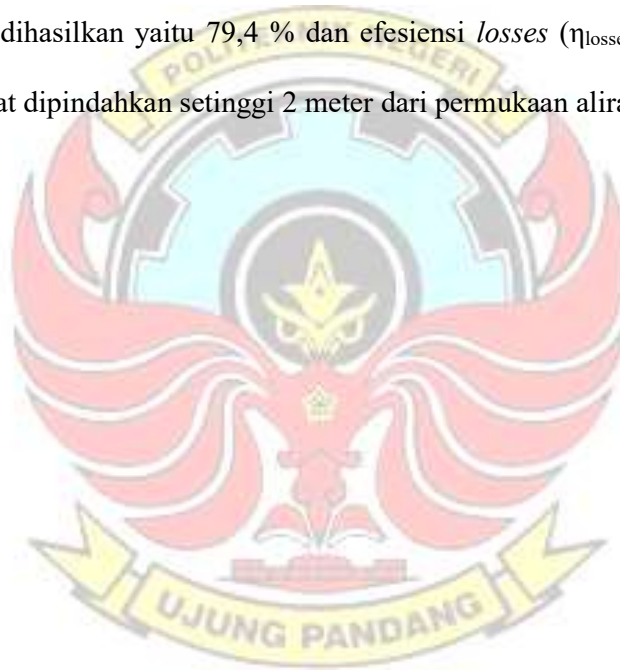 dihasilkan yaitu 79,4 % dan efesiensi losses (ηlosse
POLITEKNIK NEGERI
at dipindahkan setinggi 2 meter dari permukaan alira
UJUNG PANDANG